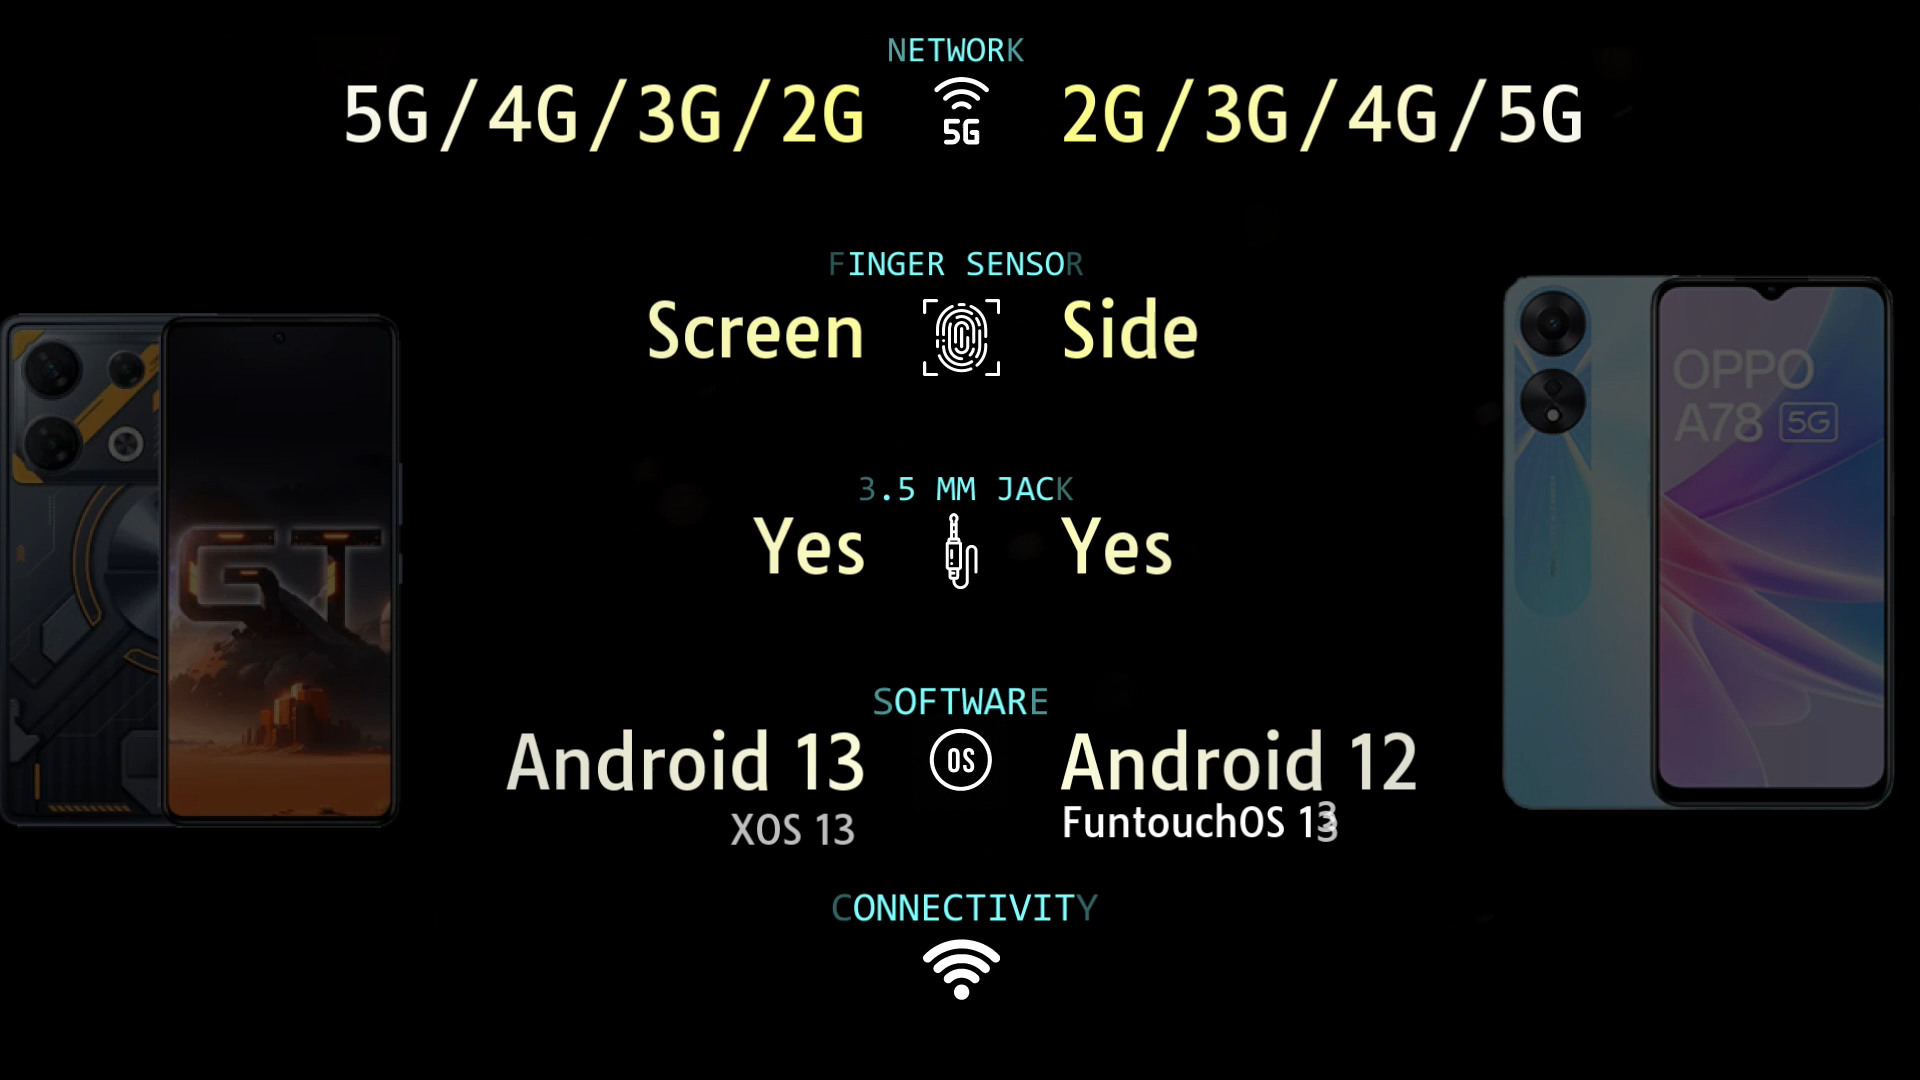 NETWORK
5G/4G/3G/2G
5G
2G/3G/4G/5G
FINGER SENSOR
Screen
Side
OPPO
A78 5G
3.5 MM JACK
Yes
Yes
GT
SOFTWARE
Android 13
OS
Android 12
XOS 13
FuntouchOS 13
CONNECTIVITY